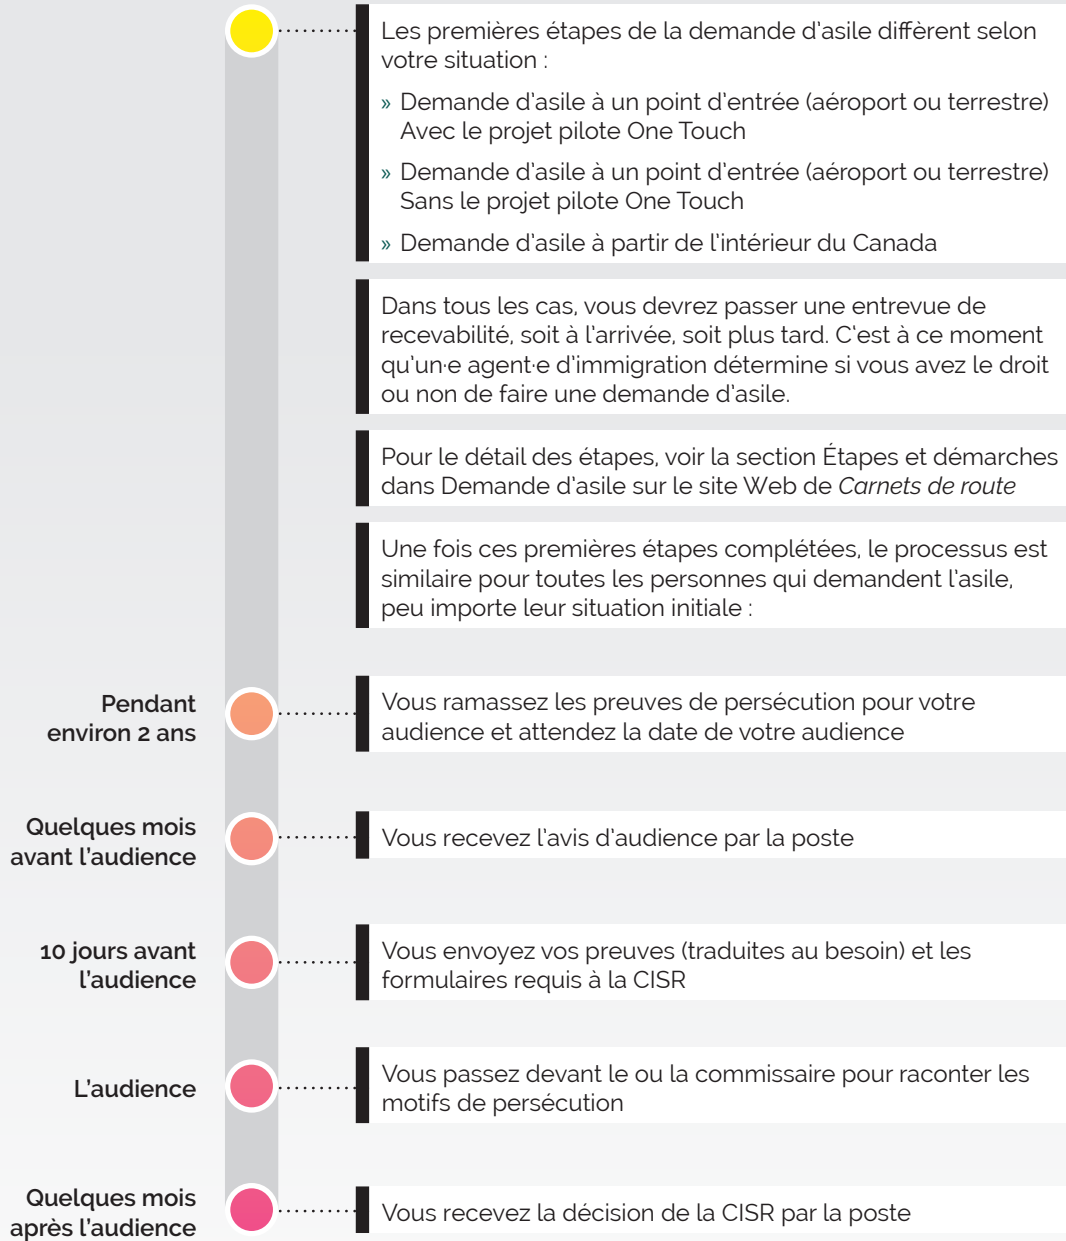 Les premières étapes de la demande d'asile diffèrent selon
votre situation :
» Demande d'asile à un point d'entrée (aéroport ou terrestre)
Avec le projet pilote One Touch
» Demande d'asile à un point d'entrée (aéroport ou terrestre)
Sans le projet pilote One Touch
» Demande d'asile à partir de l'intérieur du Canada
Dans tous les cas, vous devrez passer une entrevue de
recevabilité, soit à l'arrivée, soit plus tard. C'est à ce moment
qu'un·e agent·e d'immigration détermine si vous avez le droit
ou non de faire une demande d'asile.
Pour le détail des étapes, voir la section Étapes et démarches
dans Demande d'asile sur le site Web de Carnets de route
Une fois ces premières étapes complétées, le processus est
similaire pour toutes les personnes qui demandent l'asile,
peu importe leur situation initiale :
Pendant
environ 2 ans
Vous ramassez les preuves de persécution pour votre
audience et attendez la date de votre audience
Quelques mois
avant l'audience
Vous recevez l'avis d'audience par la poste
10 jours avant
l'audience
Vous envoyez vos preuves (traduites au besoin) et les
formulaires requis à la CISR
L'audience
Vous passez devant le ou la commissaire pour raconter les
motifs de persécution
Quelques mois
après l'audience
Vous recevez la décision de la CISR par la poste